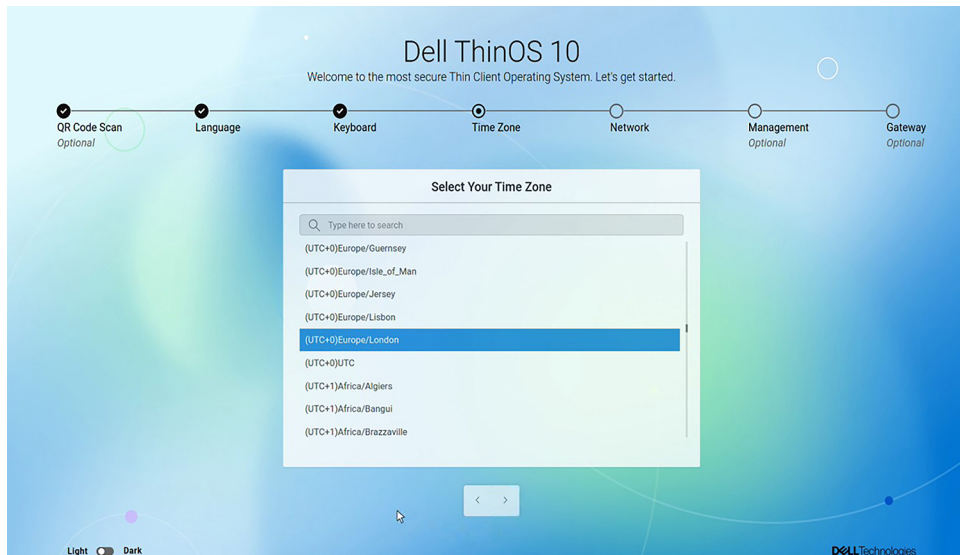 Dell ThinOS 10
Welcome to the most secure Thin Client Operating System. Let's get started.
QR Code Scan Language Keyboard Time Zone Network Management Gateway
Optional Optional Optional
Select Your Time Zone
Type here to search
(UTC+0)Europe/Guernsey
(UTC+0)Europe/Isle_of_Man
(UTC+0)Europe/Jersey
(UTC+0)Europe/Lisbon
(UTC+0)Europe/London
(UTC+0)UTC
(UTC+1)Africa/Algiers
(UTC+1)Africa/Bangui
(UTC+1)Africa/Brazzaville
Light Dark
DELLTechnologies